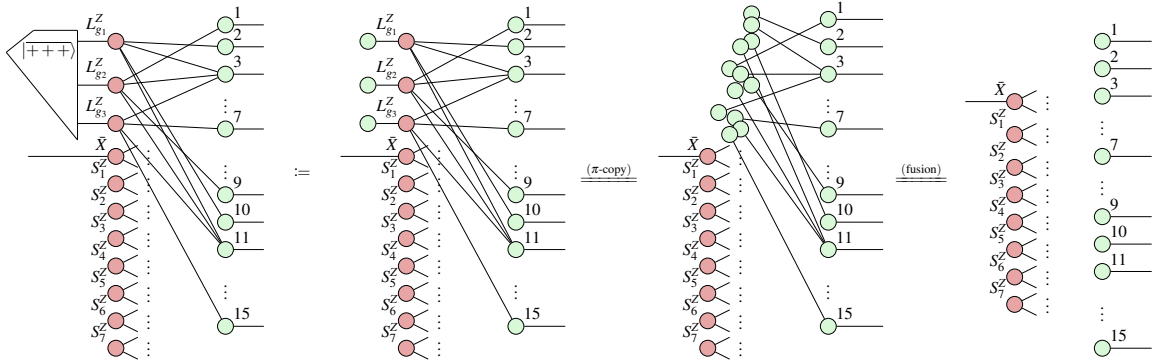 |+++⟩
L^Z_{g_1}
L^Z_{g_2}
L^Z_{g_3}
X̄
S^Z_1
S^Z_2
S^Z_3
S^Z_4
S^Z_5
S^Z_6
S^Z_7
1
2
3
⋮
7
⋮
9
10
11
⋮
15
:=
L^Z_{g_1}
L^Z_{g_2}
L^Z_{g_3}
X̄
S^Z_1
S^Z_2
S^Z_3
S^Z_4
S^Z_5
S^Z_6
S^Z_7
1
2
3
⋮
7
⋮
9
10
11
⋮
15
(π-copy)
X̄
S^Z_1
S^Z_2
S^Z_3
S^Z_4
S^Z_5
S^Z_6
S^Z_7
1
2
3
⋮
7
⋮
9
10
11
⋮
15
(fusion)
X̄
S^Z_1
S^Z_2
S^Z_3
S^Z_4
S^Z_5
S^Z_6
S^Z_7
1
2
3
⋮
7
⋮
9
10
11
⋮
15